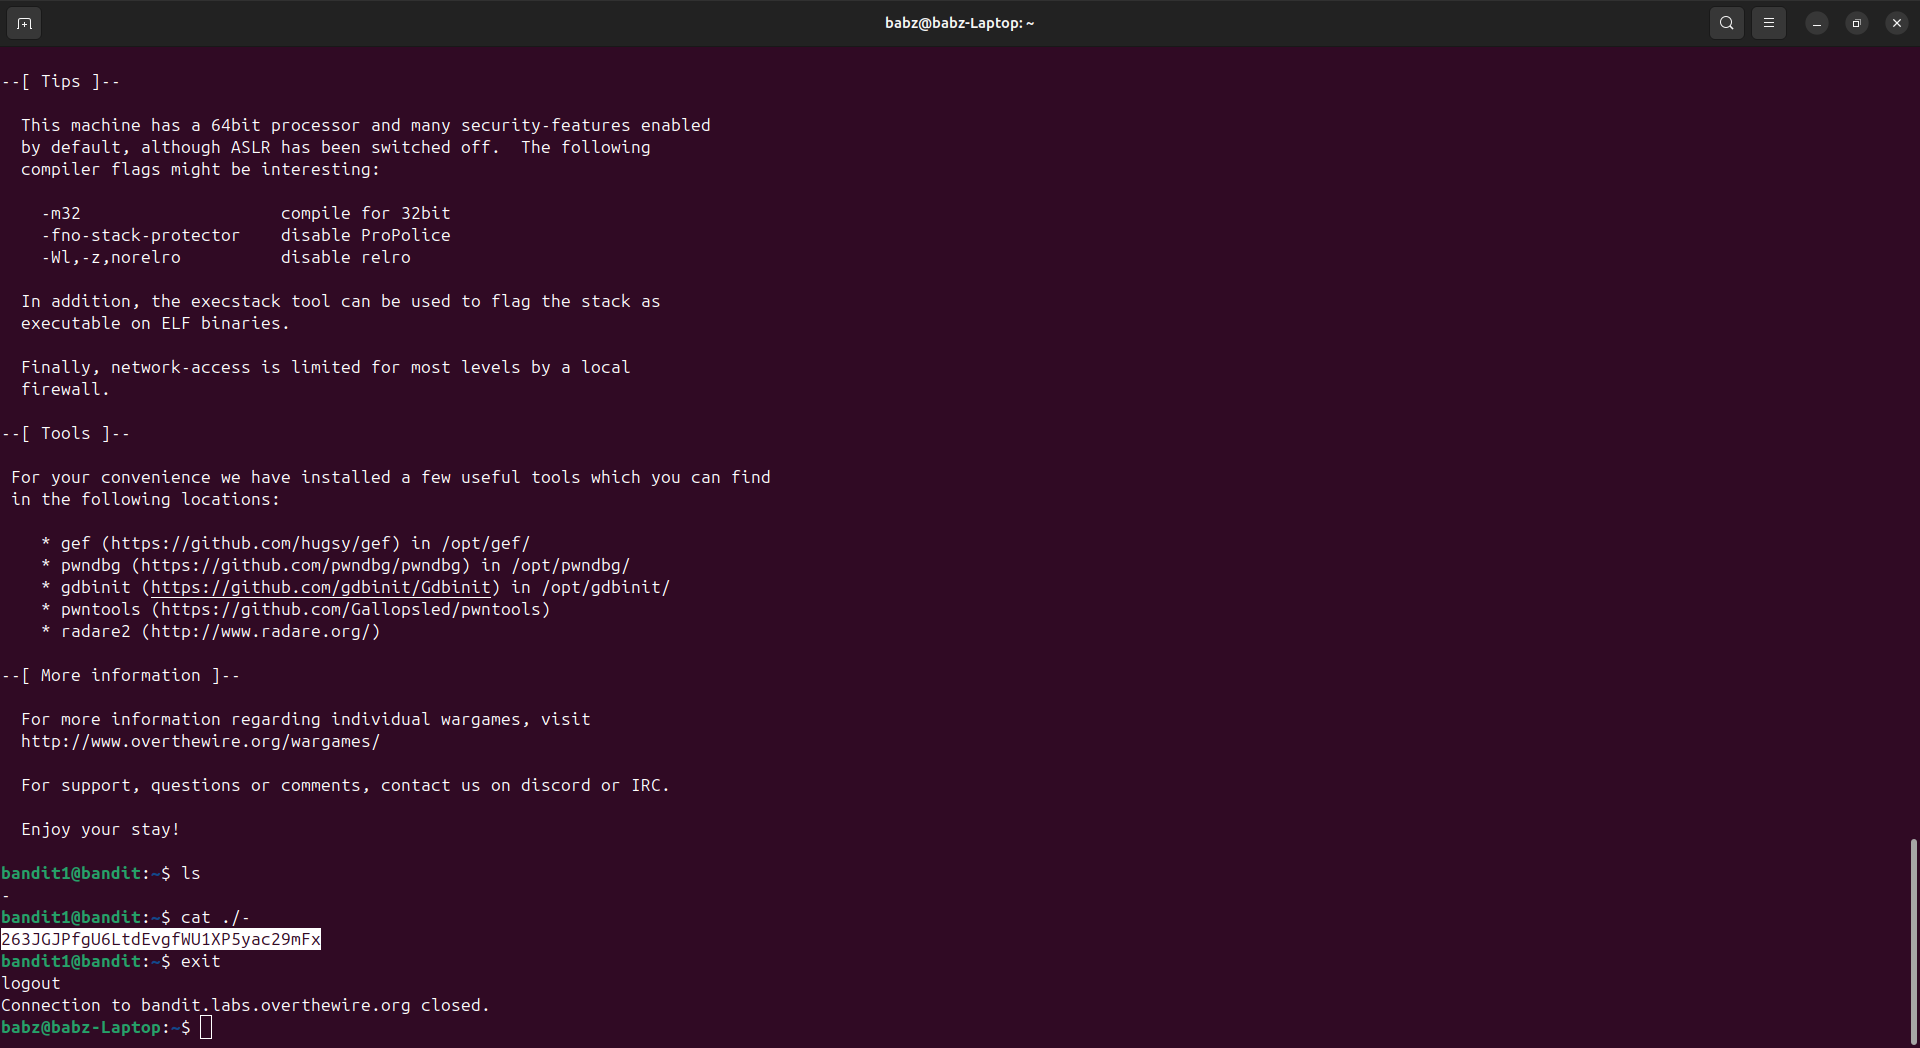 babz@babz-Laptop: ~
--[ Tips ]--
This machine has a 64bit processor and many security-features enabled
by default, although ASLR has been switched off.  The following
compiler flags might be interesting:
-m32                    compile for 32bit
-fno-stack-protector    disable ProPolice
-Wl,-z,norelro          disable relro
In addition, the execstack tool can be used to flag the stack as
executable on ELF binaries.
Finally, network-access is limited for most levels by a local
firewall.
--[ Tools ]--
For your convenience we have installed a few useful tools which you can find
in the following locations:
* gef (https://github.com/hugsy/gef) in /opt/gef/
* pwndbg (https://github.com/pwndbg/pwndbg) in /opt/pwndbg/
* gdbinit (https://github.com/gdbinit/Gdbinit) in /opt/gdbinit/
* pwntools (https://github.com/Gallopsled/pwntools)
* radare2 (http://www.radare.org/)
--[ More information ]--
For more information regarding individual wargames, visit
http://www.overthewire.org/wargames/
For support, questions or comments, contact us on discord or IRC.
Enjoy your stay!
bandit1@bandit:~$ ls
-
bandit1@bandit:~$ cat ./-
263JGJPfgU6LtdEvgfWU1XP5yac29mFx
bandit1@bandit:~$ exit
logout
Connection to bandit.labs.overthewire.org closed.
babz@babz-Laptop:~$